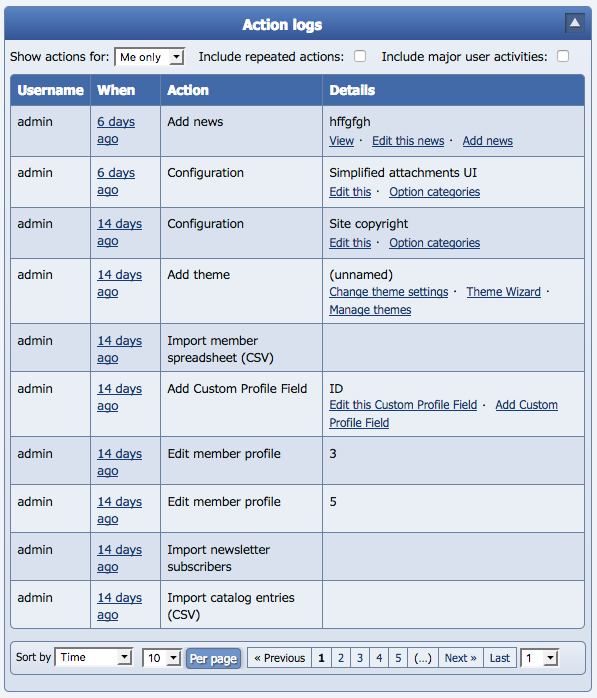 Action logs
Show actions for: Me only Include repeated actions: Include major user activities:
Username When Action Details
admin 6 days Add news hffgfgh
ago View · Edit this news · Add news
admin 6 days Configuration Simplified attachments UI
ago Edit this · Option categories
admin 14 days Configuration Site copyright
ago Edit this · Option categories
admin 14 days Add theme (unnamed)
ago Change theme settings · Theme Wizard ·
Manage themes
admin 14 days Import member
ago spreadsheet (CSV)
admin 14 days Add Custom Profile Field ID
ago Edit this Custom Profile Field · Add Custom
Profile Field
admin 14 days Edit member profile 3
ago
admin 14 days Edit member profile 5
ago
admin 14 days Import newsletter
ago subscribers
admin 14 days Import catalog entries
ago (CSV)
Sort by Time 10 Per page « Previous 1 2 3 4 5 (...) Next » Last 1